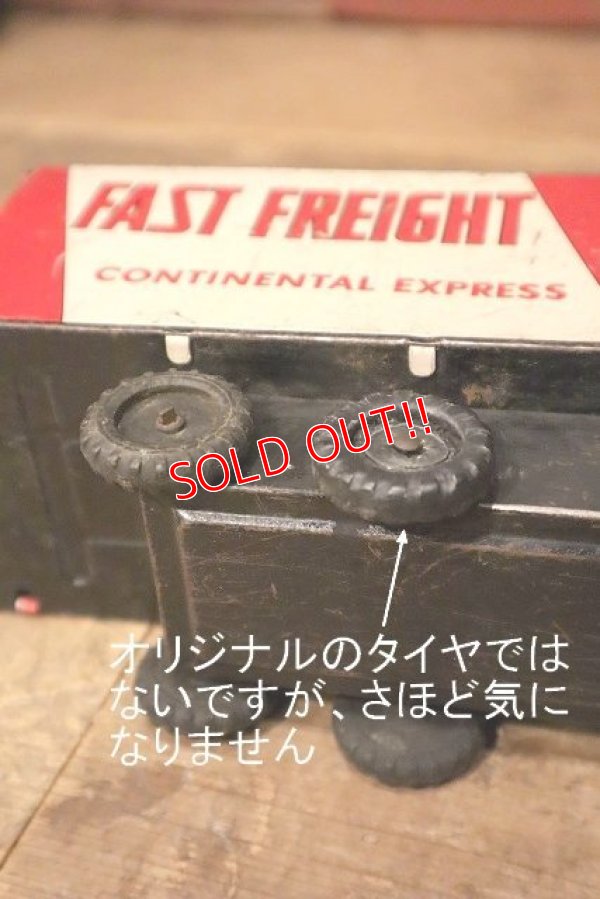 FAST FREIGHT
CONTINENTAL EXPRESS
SOLD OUT!!
オリジナルのタイヤでは
ないですが、さほど気に
なりません